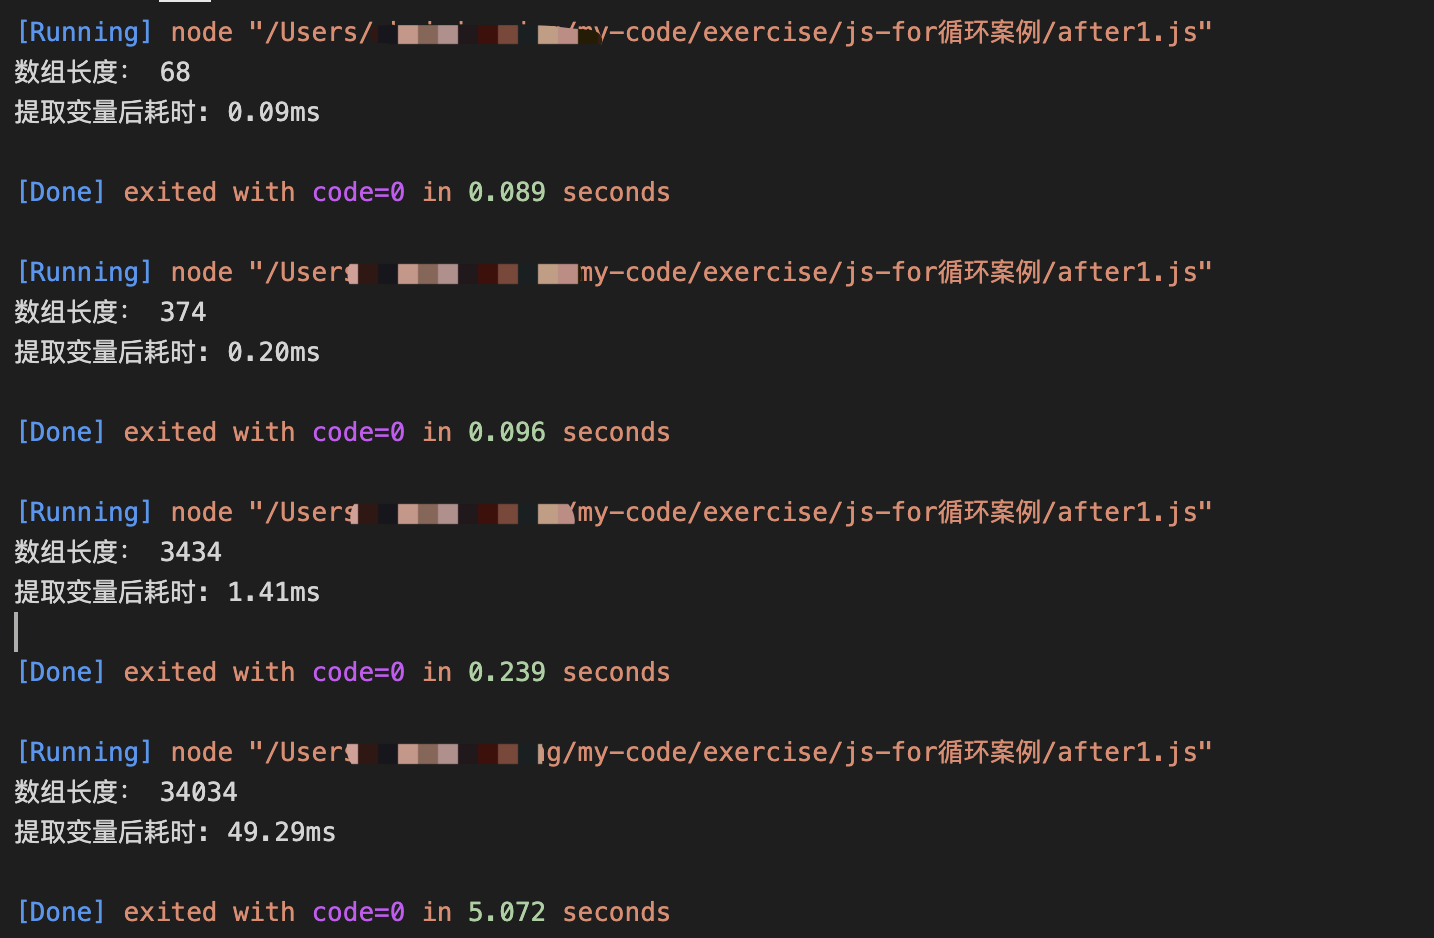 [Running] node "/Users/ /my-code/exercise/js-for循环案例/after1.js"
数组长度： 68
提取变量后耗时: 0.09ms
[Done] exited with code=0 in 0.089 seconds
[Running] node "/Users my-code/exercise/js-for循环案例/after1.js"
数组长度： 374
提取变量后耗时: 0.20ms
[Done] exited with code=0 in 0.096 seconds
[Running] node "/Users /my-code/exercise/js-for循环案例/after1.js"
数组长度： 3434
提取变量后耗时: 1.41ms
[Done] exited with code=0 in 0.239 seconds
[Running] node "/Users g/my-code/exercise/js-for循环案例/after1.js"
数组长度： 34034
提取变量后耗时: 49.29ms
[Done] exited with code=0 in 5.072 seconds